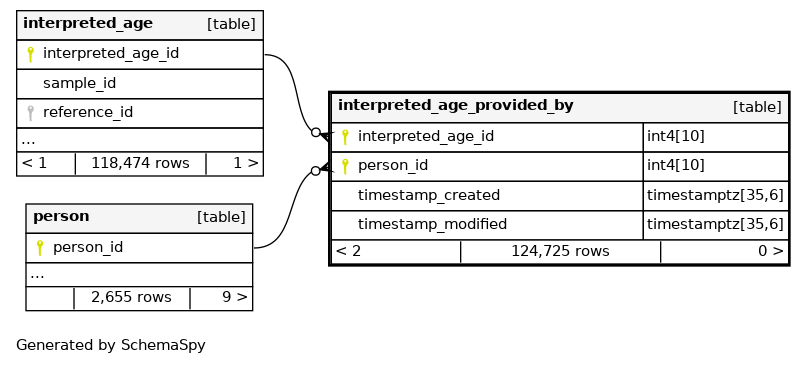 interpreted_age [table]
interpreted_age_id
sample_id
reference_id
...
< 1 118,474 rows 1 >
interpreted_age_provided_by [table]
interpreted_age_id int4[10]
person_id int4[10]
timestamp_created timestamptz[35,6]
timestamp_modified timestamptz[35,6]
< 2 124,725 rows 0 >
person [table]
person_id
...
2,655 rows 9 >
Generated by SchemaSpy